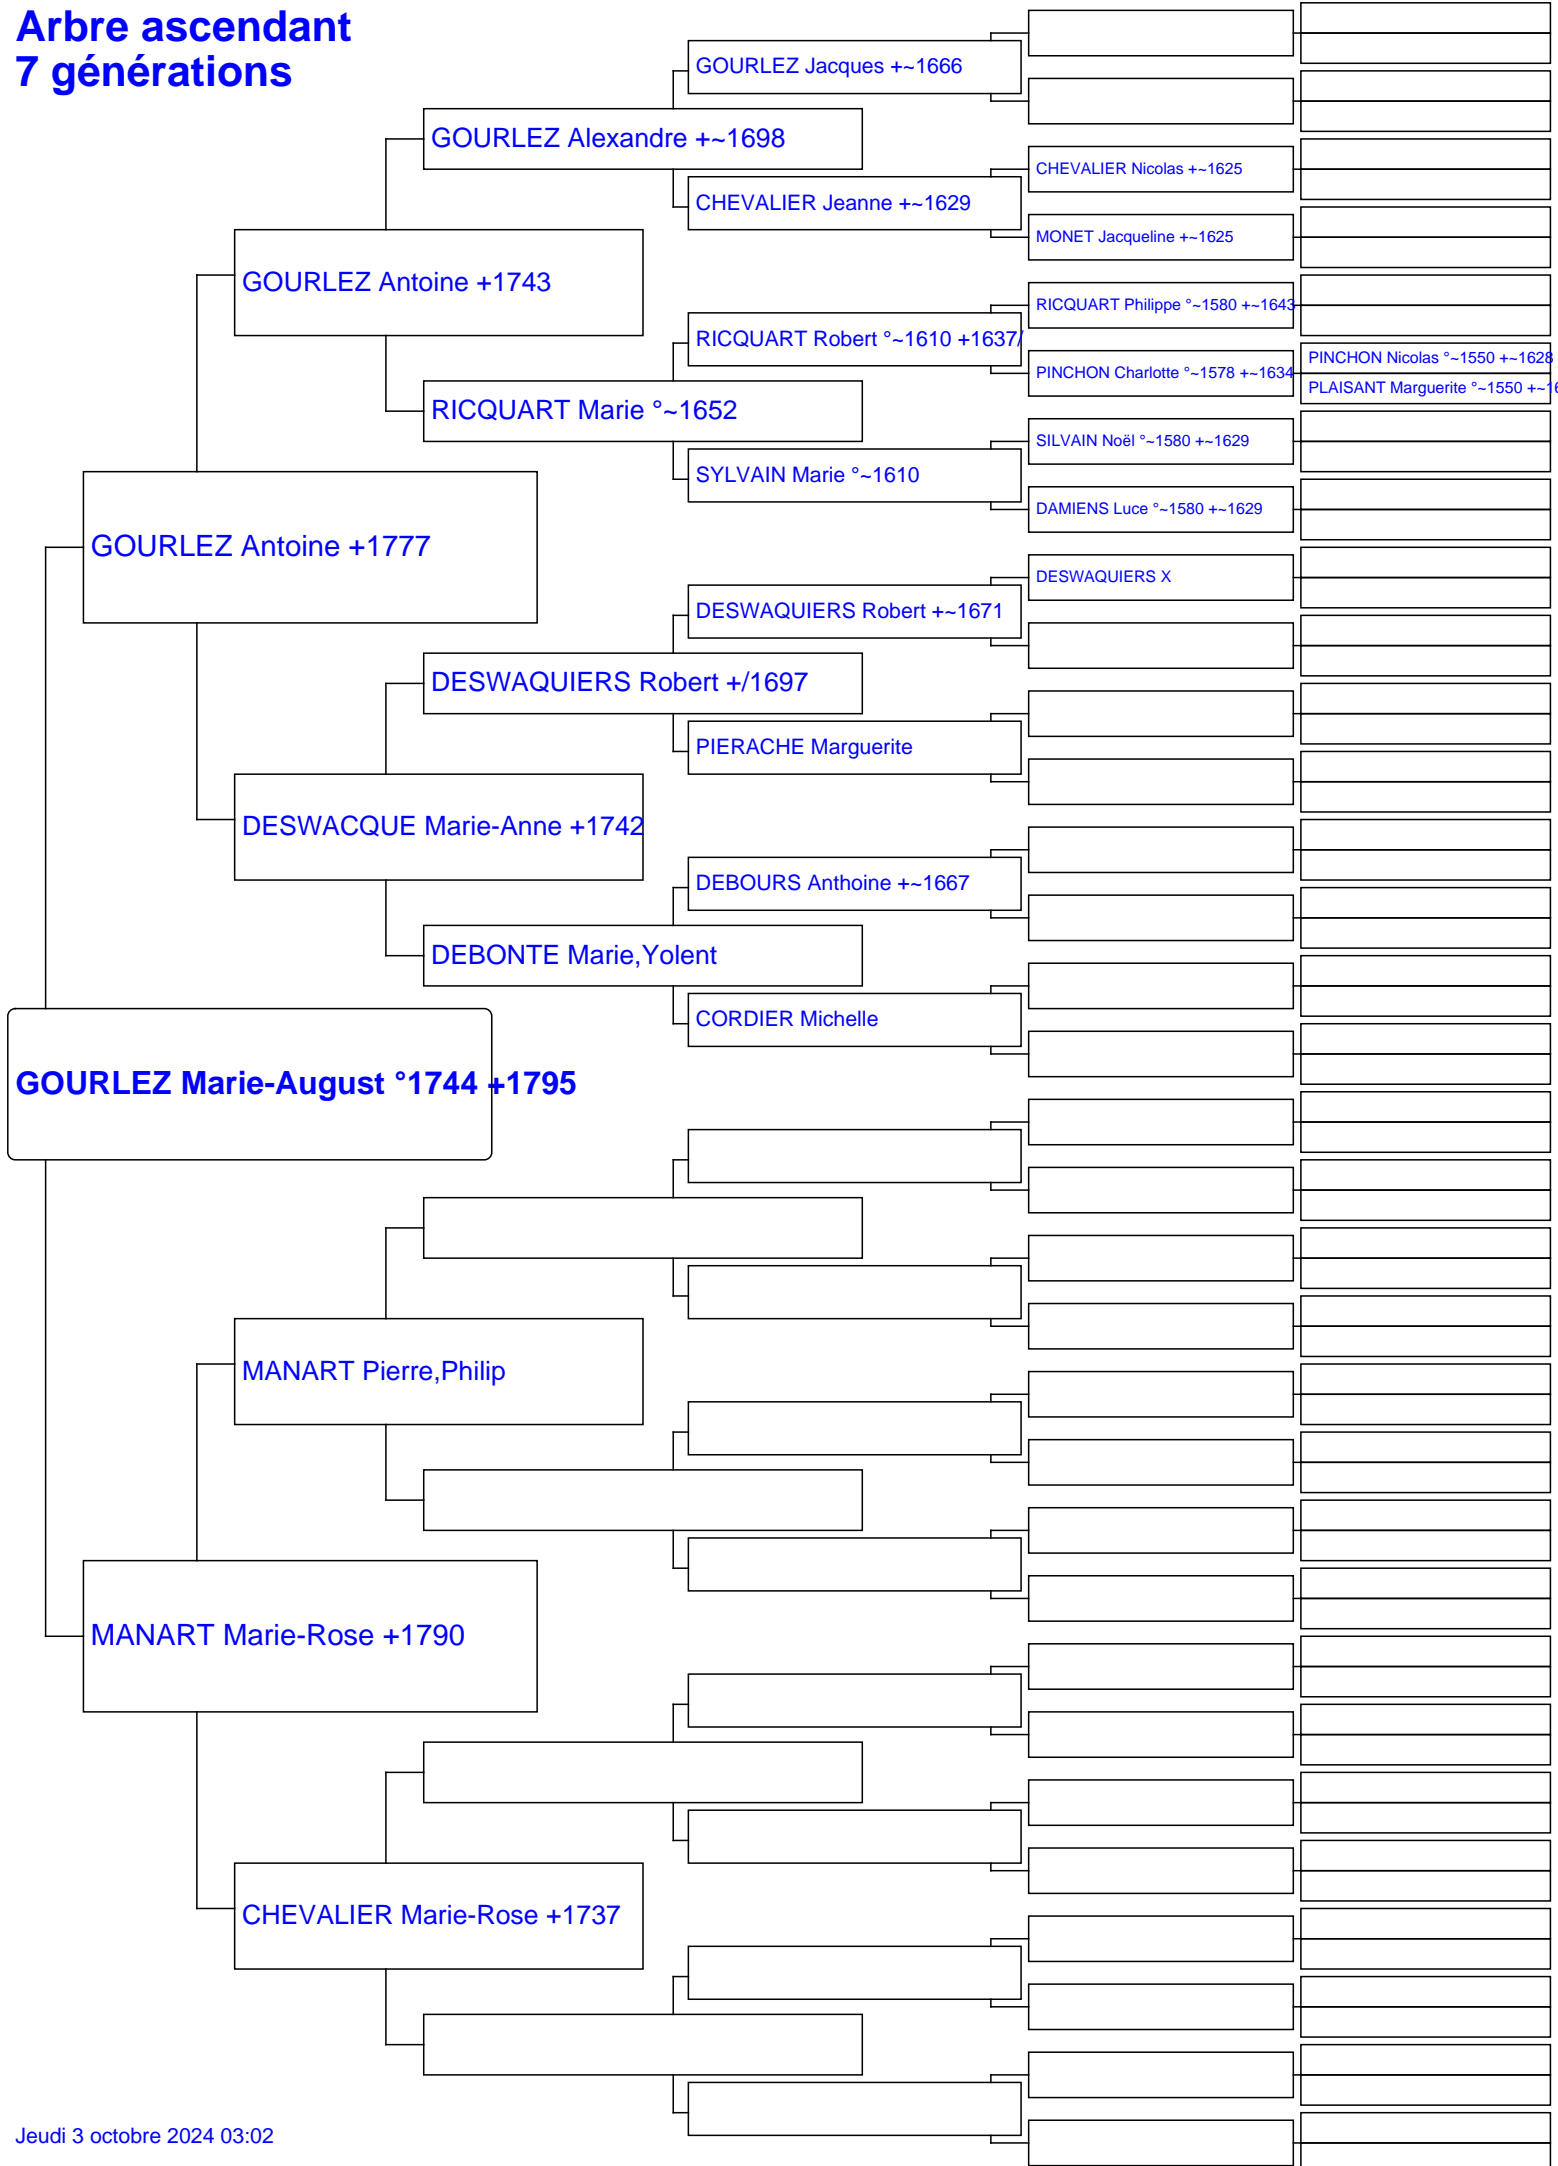 Arbre ascendant
7 générations
GOURLEZ Jacques +~1666
GOURLEZ Alexandre +~1698
CHEVALIER Nicolas +~1625
CHEVALIER Jeanne +~1629
MONET Jacqueline +~1625
GOURLEZ Antoine +1743
RICQUART Philippe °~1580 +~1643
RICQUART Robert °~1610 +1637/
PINCHON Nicolas °~1550 +~1628
PINCHON Charlotte °~1578 +~1634
PLAISANT Marguerite °~1550 +~16
RICQUART Marie °~1652
SILVAIN Noël °~1580 +~1629
SYLVAIN Marie °~1610
DAMIENS Luce °~1580 +~1629
GOURLEZ Antoine +1777
DESWAQUIERS X
DESWAQUIERS Robert +~1671
DESWAQUIERS Robert +/1697
PIERACHE Marguerite
DESWACQUE Marie-Anne +1742
DEBOURS Anthoine +~1667
DEBONTE Marie,Yolent
CORDIER Michelle
GOURLEZ Marie-August °1744 +1795
MANART Pierre,Philip
MANART Marie-Rose +1790
CHEVALIER Marie-Rose +1737
Jeudi 3 octobre 2024 03:02